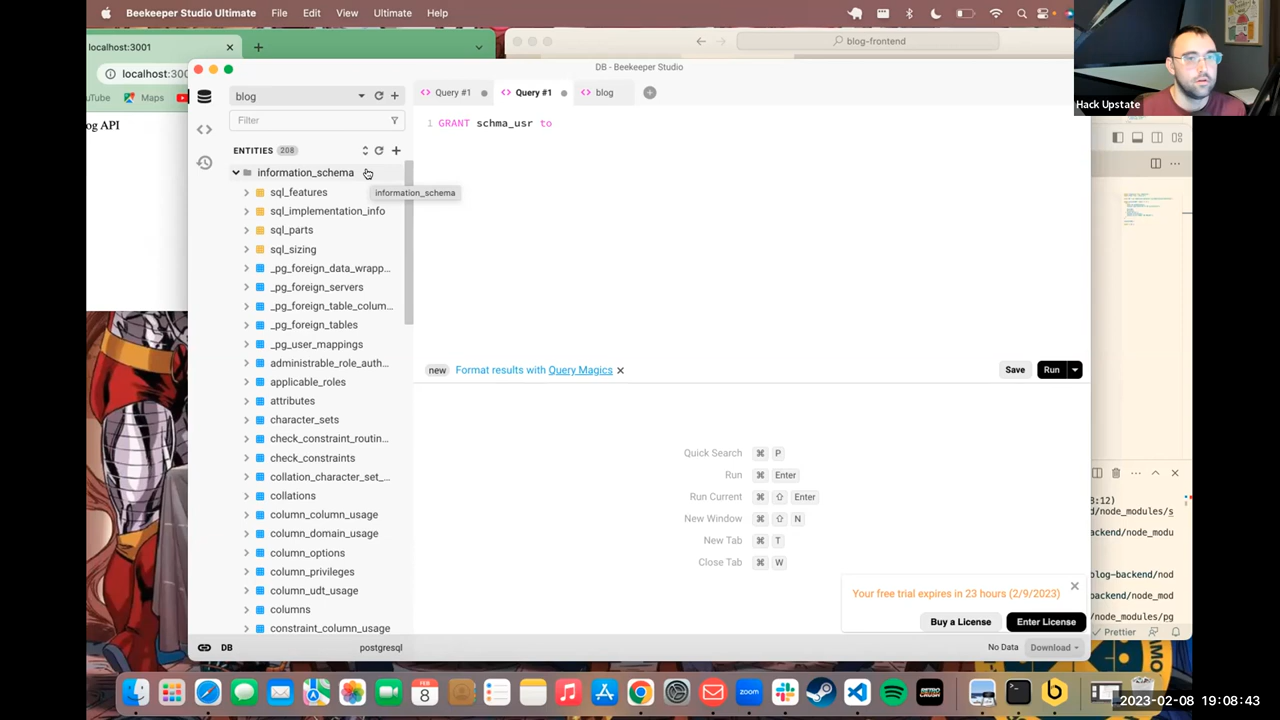 Beekeeper Studio Ultimate File Edit View Ultimate Help
localhost:3001
blog-frontend
localhost:300
DB - Beekeeper Studio
uTube Maps
Hack Upstate
blog
Query #1
Query #1
blog
og API
Filter
1 GRANT schma_usr to
ENTITIES 208
information_schema
information_schema
sql_features
sql_implementation_info
sql_parts
sql_sizing
_pg_foreign_data_wrapp...
_pg_foreign_servers
_pg_foreign_table_colum...
_pg_foreign_tables
_pg_user_mappings
administrable_role_auth...
applicable_roles
attributes
character_sets
check_constraint_routin...
check_constraints
collation_character_set_...
collations
column_column_usage
column_domain_usage
column_options
column_privileges
column_udt_usage
columns
constraint_column_usage
new Format results with Query Magics
Save Run
Quick Search ⌘ P
Run ⌘ Enter
Run Current ⌘ ⇧ Enter
New Window ⌘ ⇧ N
New Tab ⌘ T
Close Tab ⌘ W
8:12)
d/node_modules/s
backend/node_modu
blog-backend/nod
backend/node_mod
d/node_modules/pg
Your free trial expires in 23 hours (2/9/2023)
Buy a License Enter License
Prettier
DB postgresql No Data Download
FEB
8
zoom
2023-02-08 19:08:43